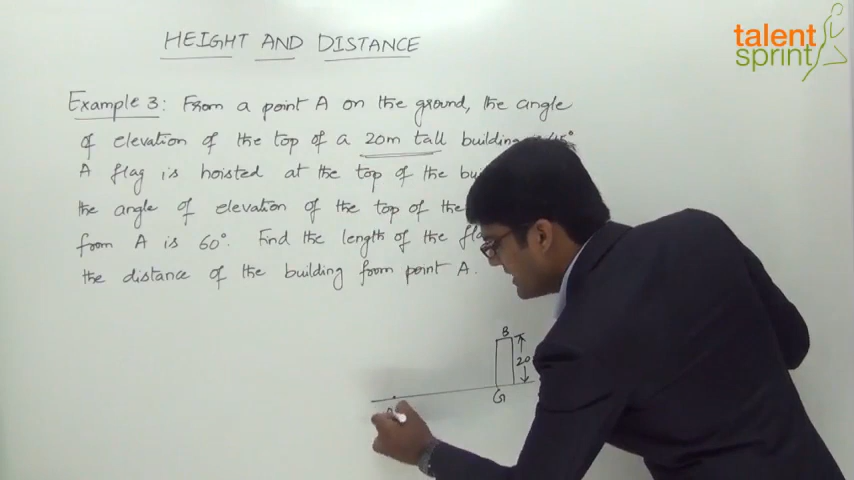 talent
sprint
HEIGHT AND DISTANCE
Example 3: From a point A on the ground, the angle
of elevation of the top of a 20m tall building 45°
A flag is hoisted at the top of the
the angle of elevation of the top of the
from A is 60°. Find the length of the
the distance of the building from point A.
B
20
G